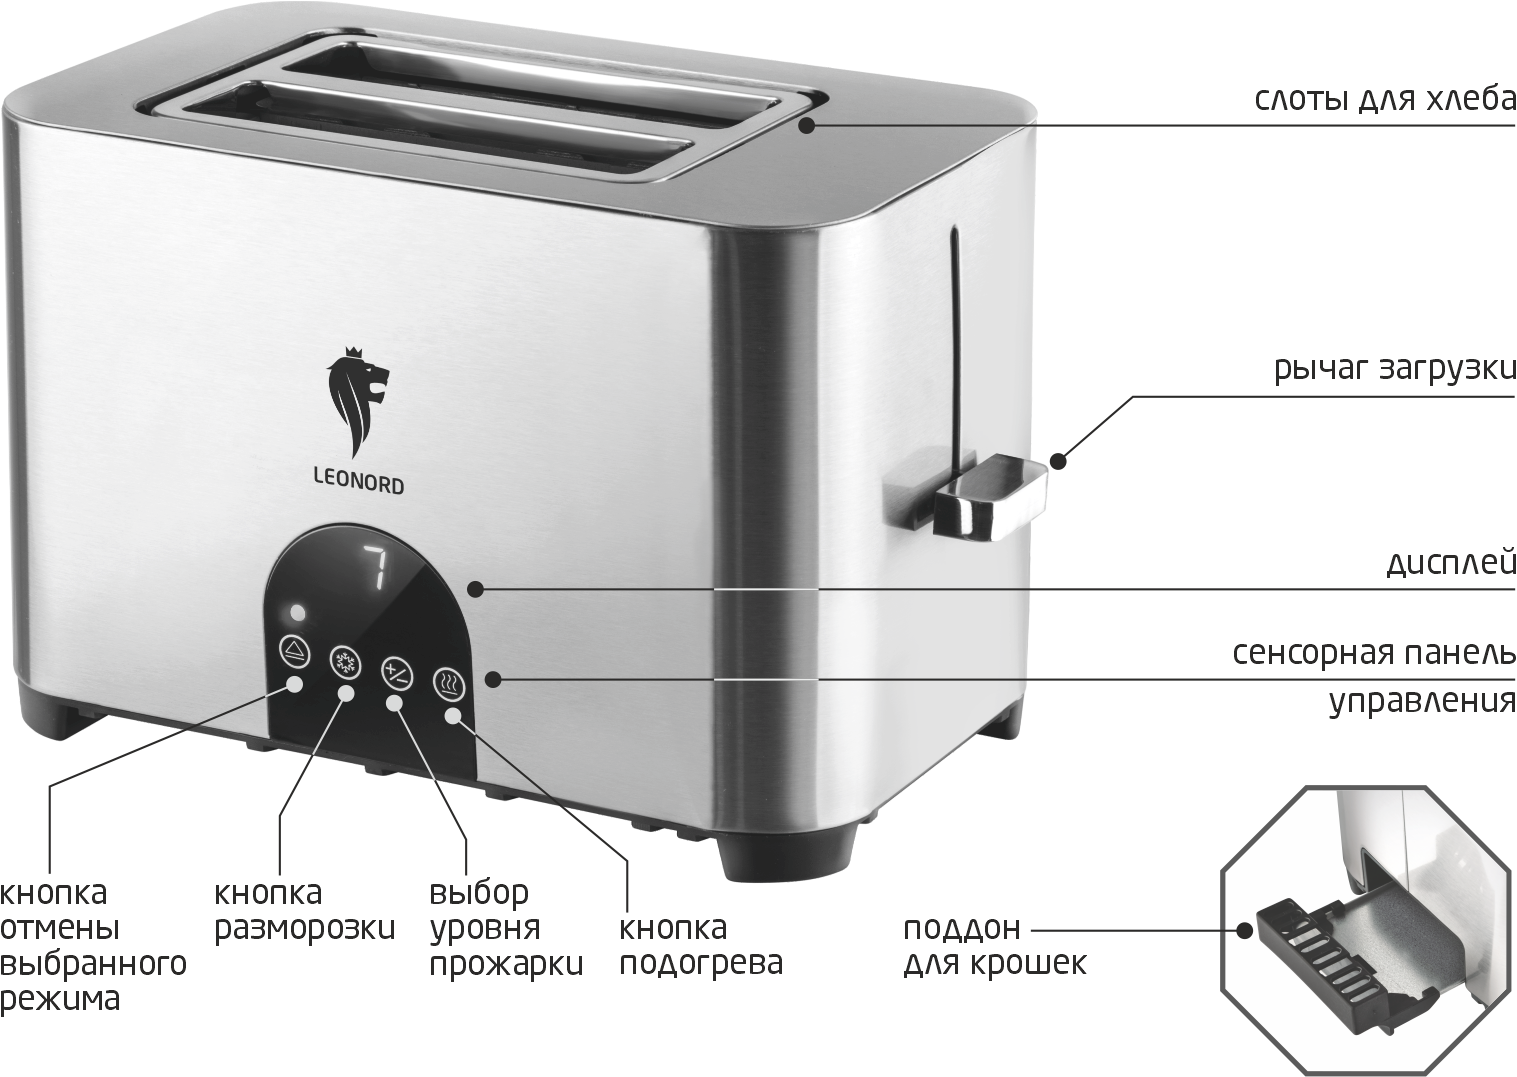 слоты для хлеба
рычаг загрузки
LEONORD
7
дисплей
сенсорная панель
управления
кнопка
отмены
выбранного
режима
кнопка
разморозки
выбор
уровня
прожарки
кнопка
подогрева
поддон
для крошек